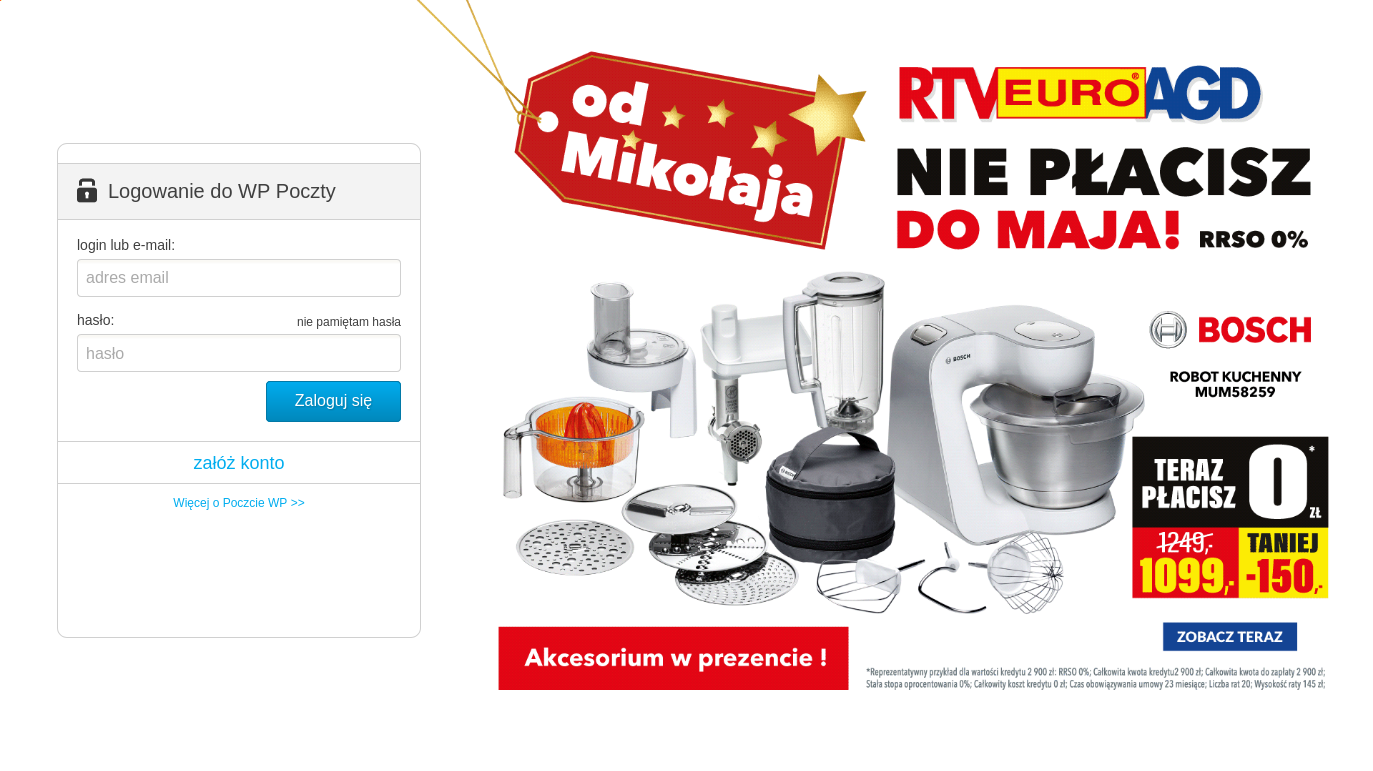 Logowanie do WP Poczty
login lub e-mail:
adres email
hasło:
nie pamiętam hasła
hasło
Zaloguj się
załóż konto
Więcej o Poczcie WP >>
od
Mikołaja
RTV EURO® AGD
NIE PŁACISZ
DO MAJA! RRSO 0%
BOSCH
BOSCH
ROBOT KUCHENNY
MUM58259
BOSCH
TERAZ
PŁACISZ
0*
ZŁ
1249,-
1099,-
TANIEJ
-150,-
ZOBACZ TERAZ
Akcesorium w prezencie !
*Reprezentatywny przykład dla wartości kredytu 2 900 zł: RRSO 0%; Całkowita kwota kredytu2 900 zł; Całkowita kwota do zapłaty 2 900 zł;
Stała stopa oprocentowania 0%; Całkowity koszt kredytu 0 zł; Czas obowiązywania umowy 23 miesiące; Liczba rat 20; Wysokość raty 145 zł;